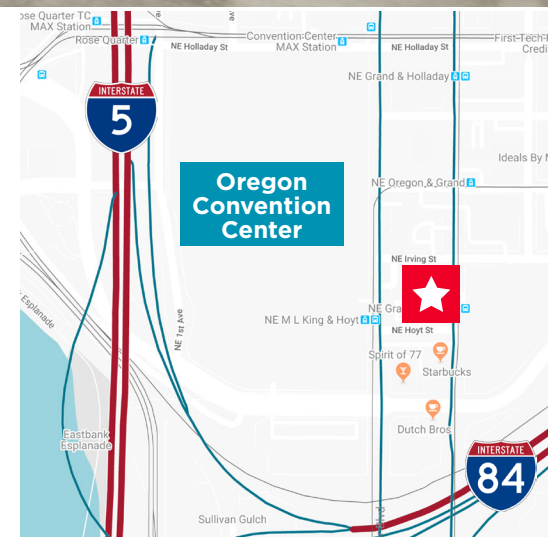 ose Quarter TC
MAX Station
Rose Quarter
NE Holladay St
Convention Center
MAX Station
NE Holladay St
First Tech
Credi
NE Grand & Holladay
INTERSTATE
5
Ideals By M
Oregon
Convention
Center
NE Oregon & Grand
NE Irving St
Esplanade
NE 1st Ave
NE M L King & Hoyt
NE Gra
NE Hoyt St
Spirit of 77
Starbucks
Dutch Bros
Eastbank
Esplanade
INTERSTATE
84
Sullivan Gulch